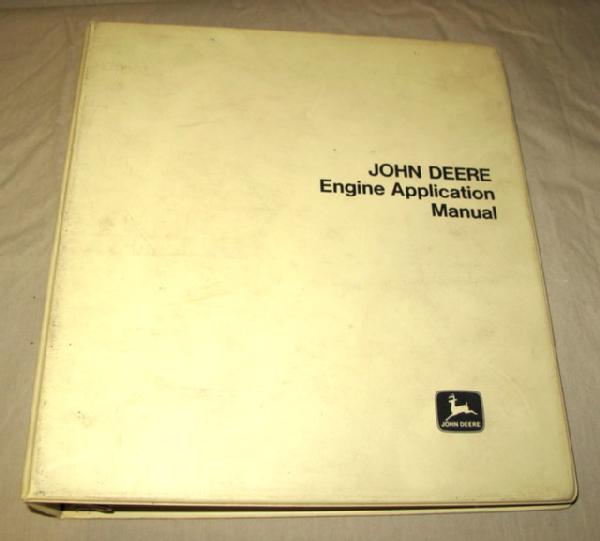 JOHN DEERE
Engine Application
Manual
JOHN DEERE